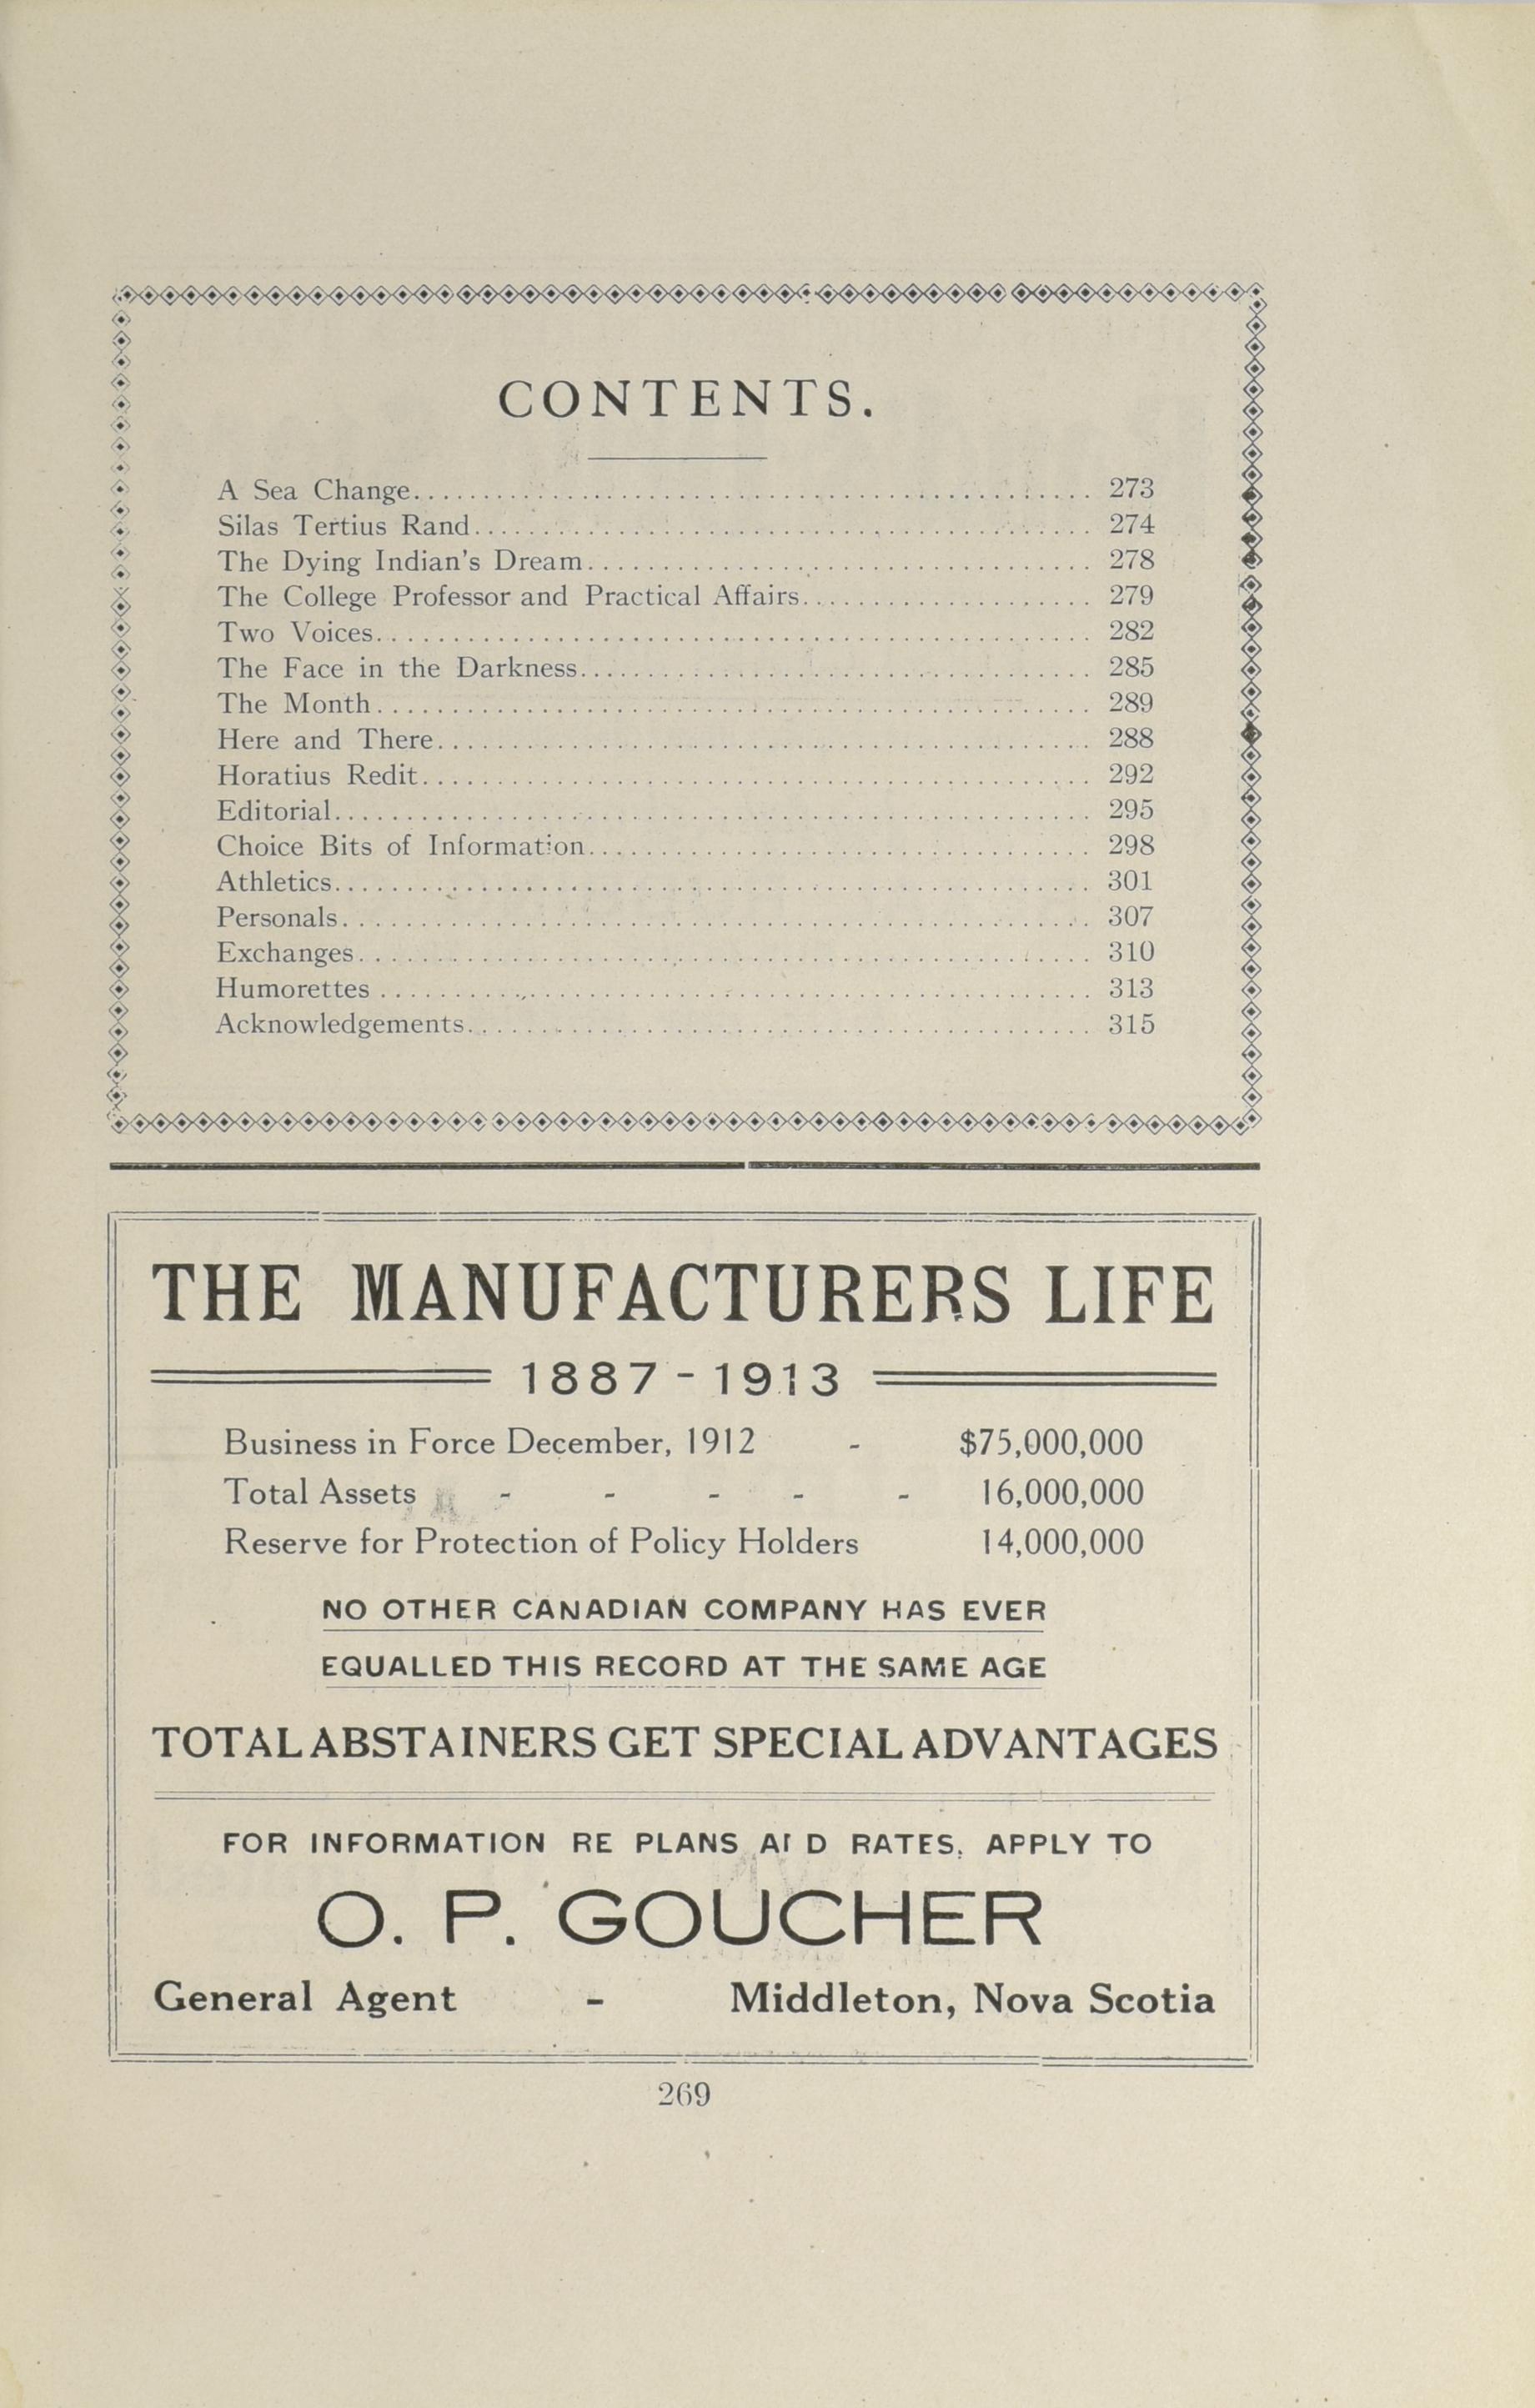 CONTENTS.
A Sea Change........................................................ 273
Silas Tertius Rand................................................... 274
The Dying Indian's Dream.......................................... 278
The College Professor and Practical Affairs........................ 279
Two Voices........................................................... 282
The Face in the Darkness........................................... 285
The Month........................................................... 289
Here and There...................................................... 288
Horatius Redit....................................................... 292
Editorial.............................................................. 295
Choice Bits of Information.......................................... 298
Athletics.............................................................. 301
Personals............................................................. 307
Exchanges............................................................ 310
Humorettes .......................................................... 313
Acknowledgements................................................... 315
THE MANUFACTURERS LIFE
1887 - 1913
Business in Force December, 1912 - $75,000,000
Total Assets - - - - - 16,000,000
Reserve for Protection of Policy Holders 14,000,000
NO OTHER CANADIAN COMPANY HAS EVER
EQUALLED THIS RECORD AT THE SAME AGE
TOTAL ABSTAINERS GET SPECIAL ADVANTAGES
FOR INFORMATION RE PLANS AND RATES, APPLY TO
O. P. GOUCHER
General Agent - Middleton, Nova Scotia
269